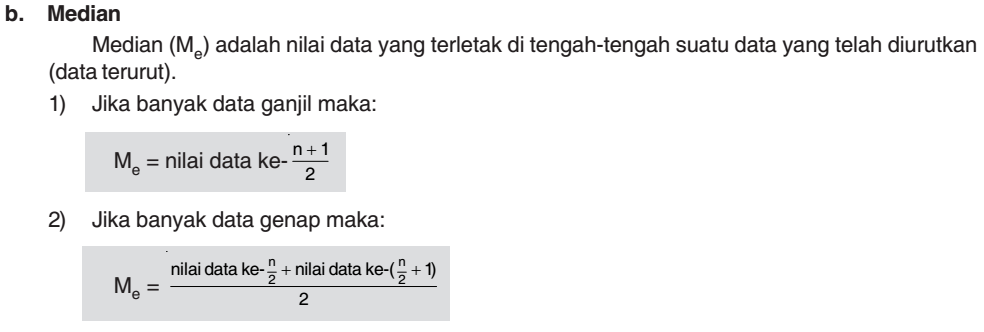 b. Median
Median (Mₑ) adalah nilai data yang terletak di tengah-tengah suatu data yang telah diurutkan
(data terurut).
1) Jika banyak data ganjil maka:
Mₑ = nilai data ke-(n + 1)/2
2) Jika banyak data genap maka:
Mₑ = (nilai data ke-n/2 + nilai data ke-(n/2 + 1))/2